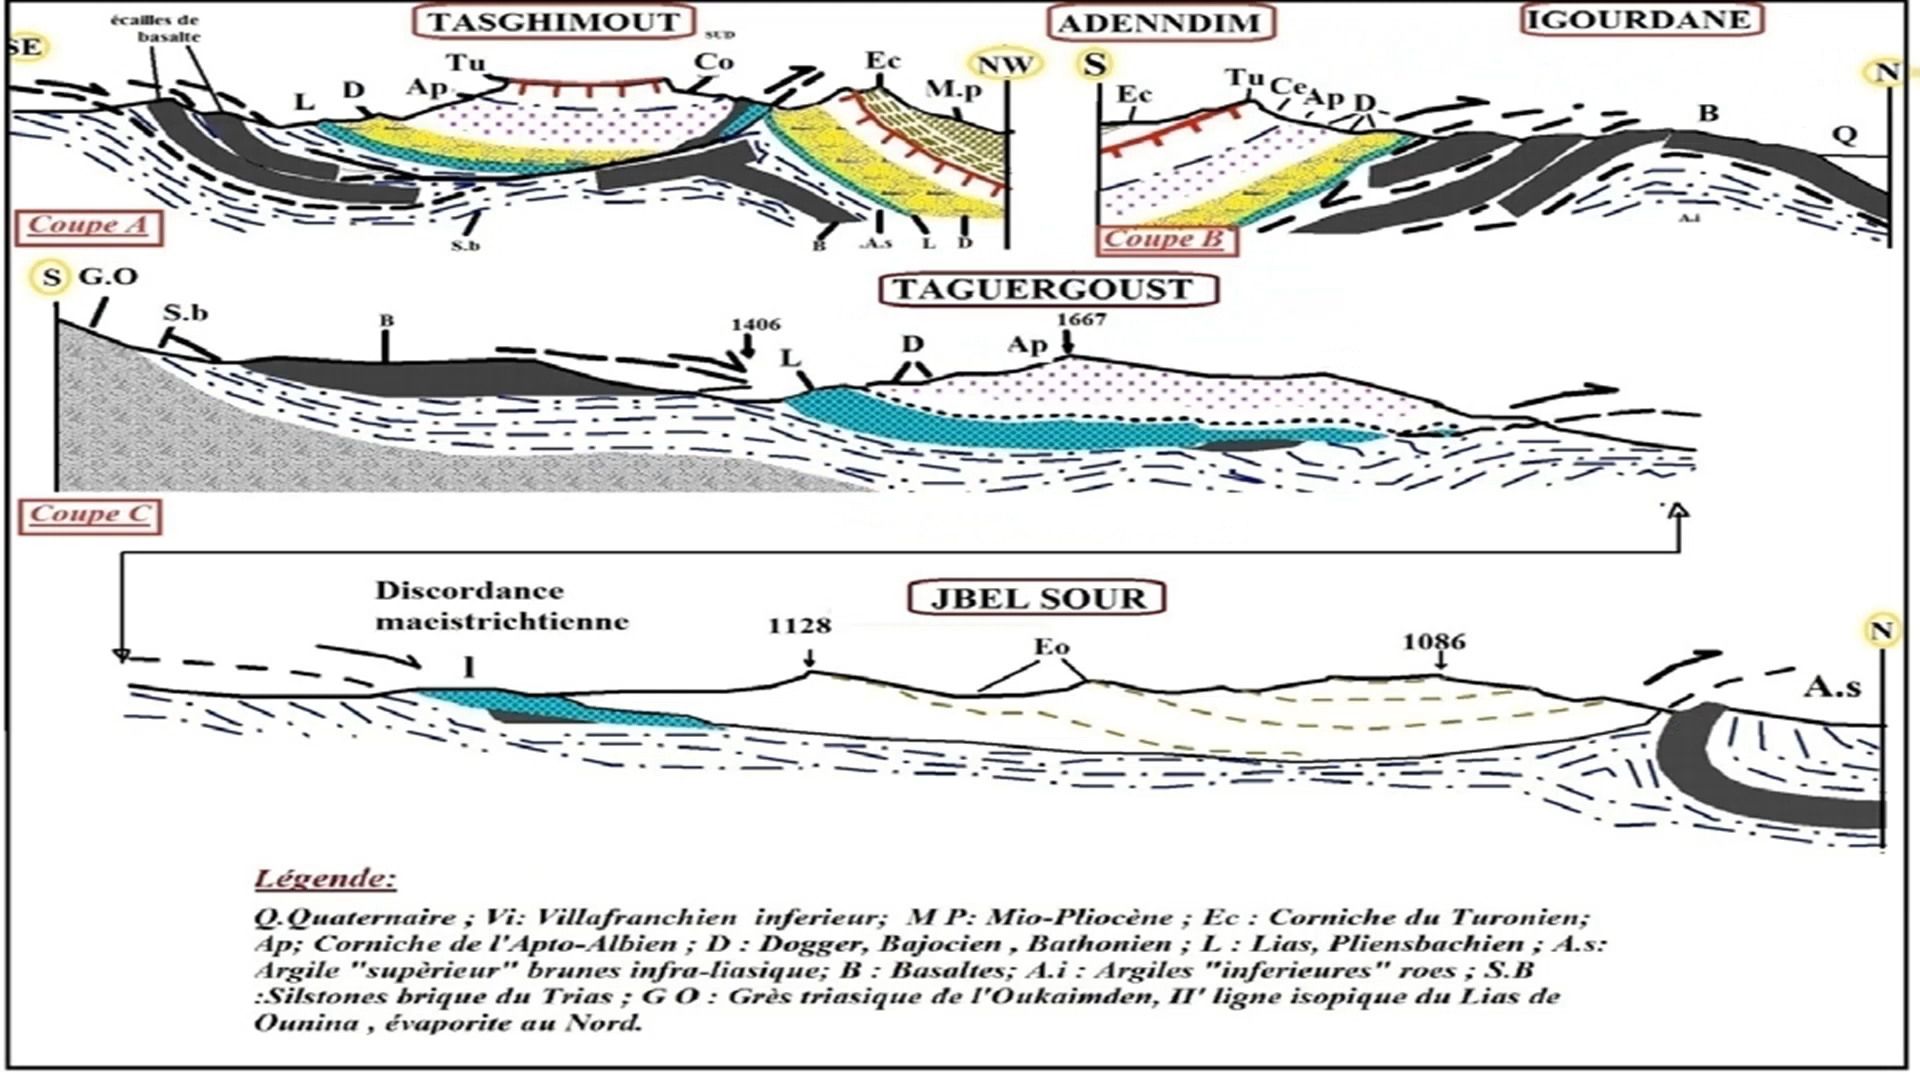 écailles de
basalte
TASGHIMOUT
SUD
ADENNDIM
IGOURDANE
SE
Tu
Co
Ec
NW
S
N
L
D
Ap
M.p
Ec
Tu
Ce
Ap
D
B
Q
Coupe A
S.b
B
.A.s
L
D
Coupe B
A.i
S
G.O
TAGUERGOUST
S.b
B
1406
1667
L
D
Ap
Coupe C
Discordance
macistrichtienne
JBEL SOUR
1128
Eo
1086
N
l
A.s
Légende:
Q.Quaternaire ; Vi: Villafranchien inferieur; M P: Mio-Pliocène ; Ec : Corniche du Turonien;
Ap; Corniche de l'Apto-Albien ; D : Dogger, Bajocien , Bathonien ; L : Lias, Pliensbachien ; A.s:
Argile "supèrieur" brunes infra-liasique; B : Basaltes; A.i : Argiles "inferieures" roes ; S.B
:Silstones brique du Trias ; G O : Grès triasique de l'Oukaimden, II' ligne isopique du Lias de
Ounina , évaporite au Nord.